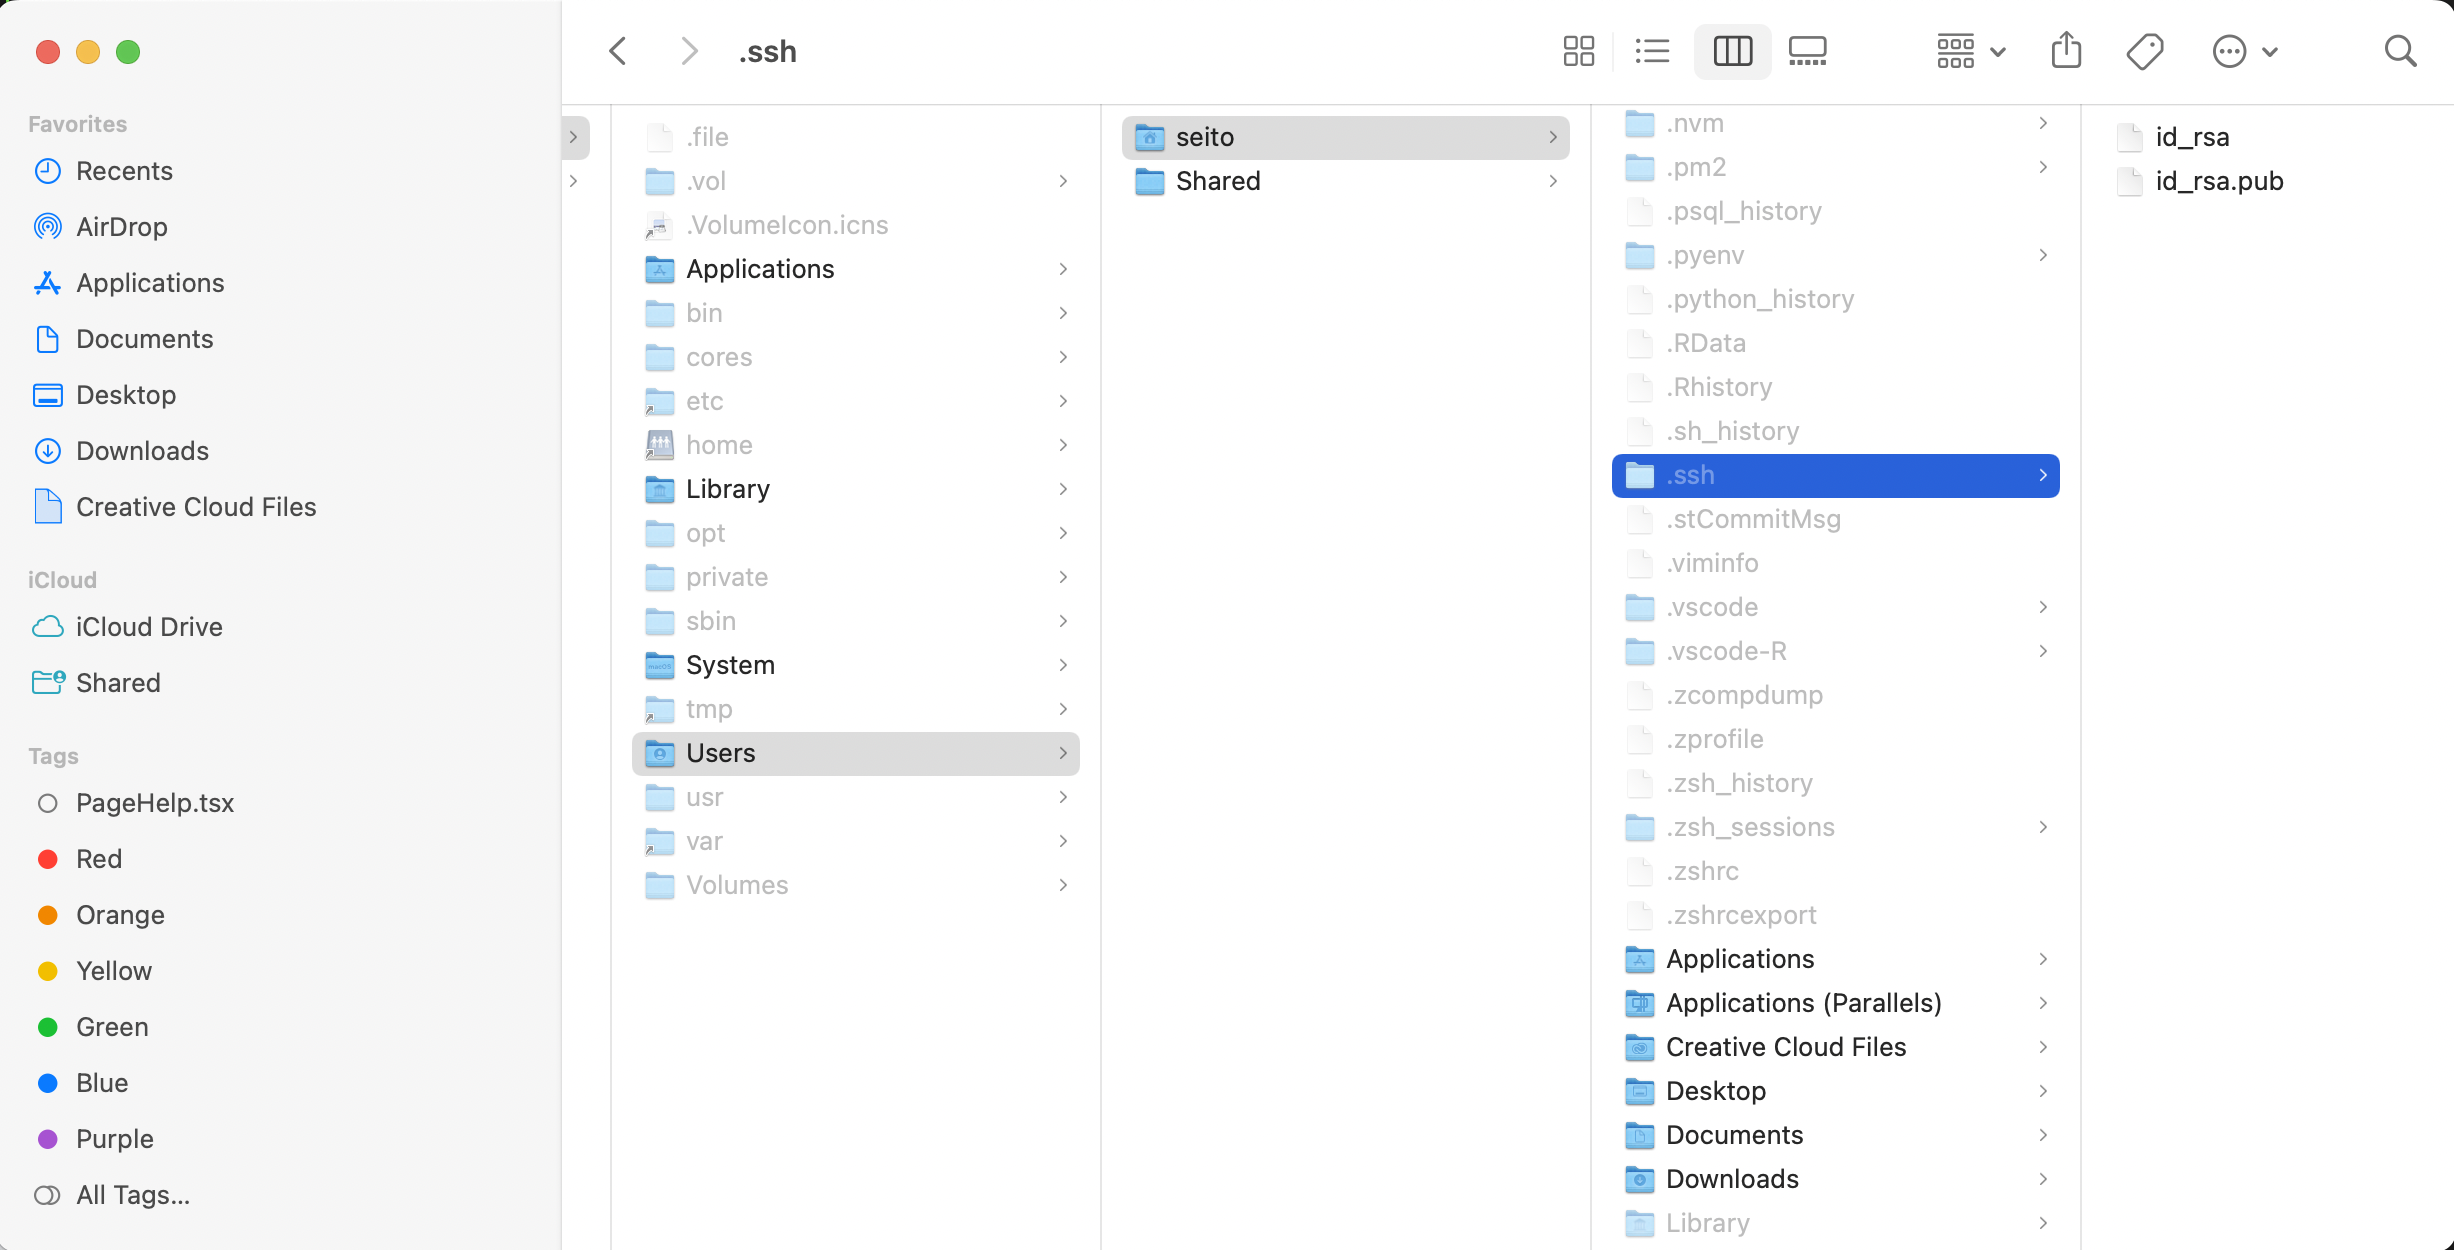 .ssh
Favorites
Recents
AirDrop
Applications
Documents
Desktop
Downloads
Creative Cloud Files
iCloud
iCloud Drive
Shared
Tags
PageHelp.tsx
Red
Orange
Yellow
Green
Blue
Purple
All Tags...
.file
.vol
.VolumeIcon.icns
Applications
bin
cores
etc
home
Library
opt
private
sbin
System
tmp
Users
usr
var
Volumes
seito
Shared
.nvm
.pm2
.psql_history
.pyenv
.python_history
.RData
.Rhistory
.sh_history
.ssh
.stCommitMsg
.viminfo
.vscode
.vscode-R
.zcompdump
.zprofile
.zsh_history
.zsh_sessions
.zshrc
.zshrcexport
Applications
Applications (Parallels)
Creative Cloud Files
Desktop
Documents
Downloads
Library
id_rsa
id_rsa.pub